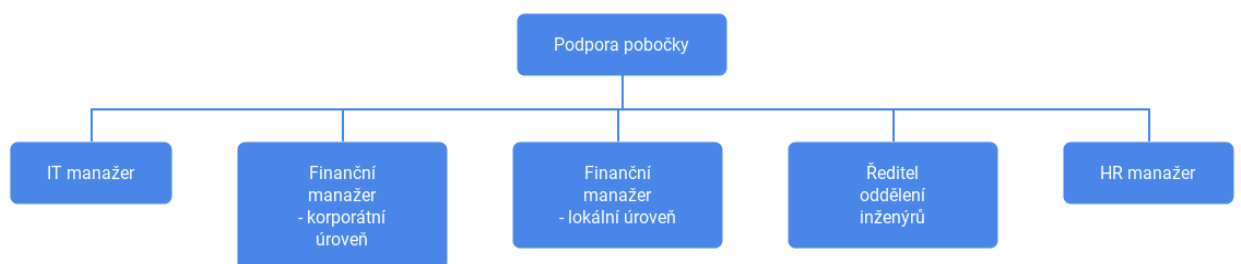 Podpora pobočky
IT manažer
Finanční
manažer
- korporátní
úroveň
Finanční
manažer
- lokální úroveň
Ředitel
oddělení
inženýrů
HR manažer